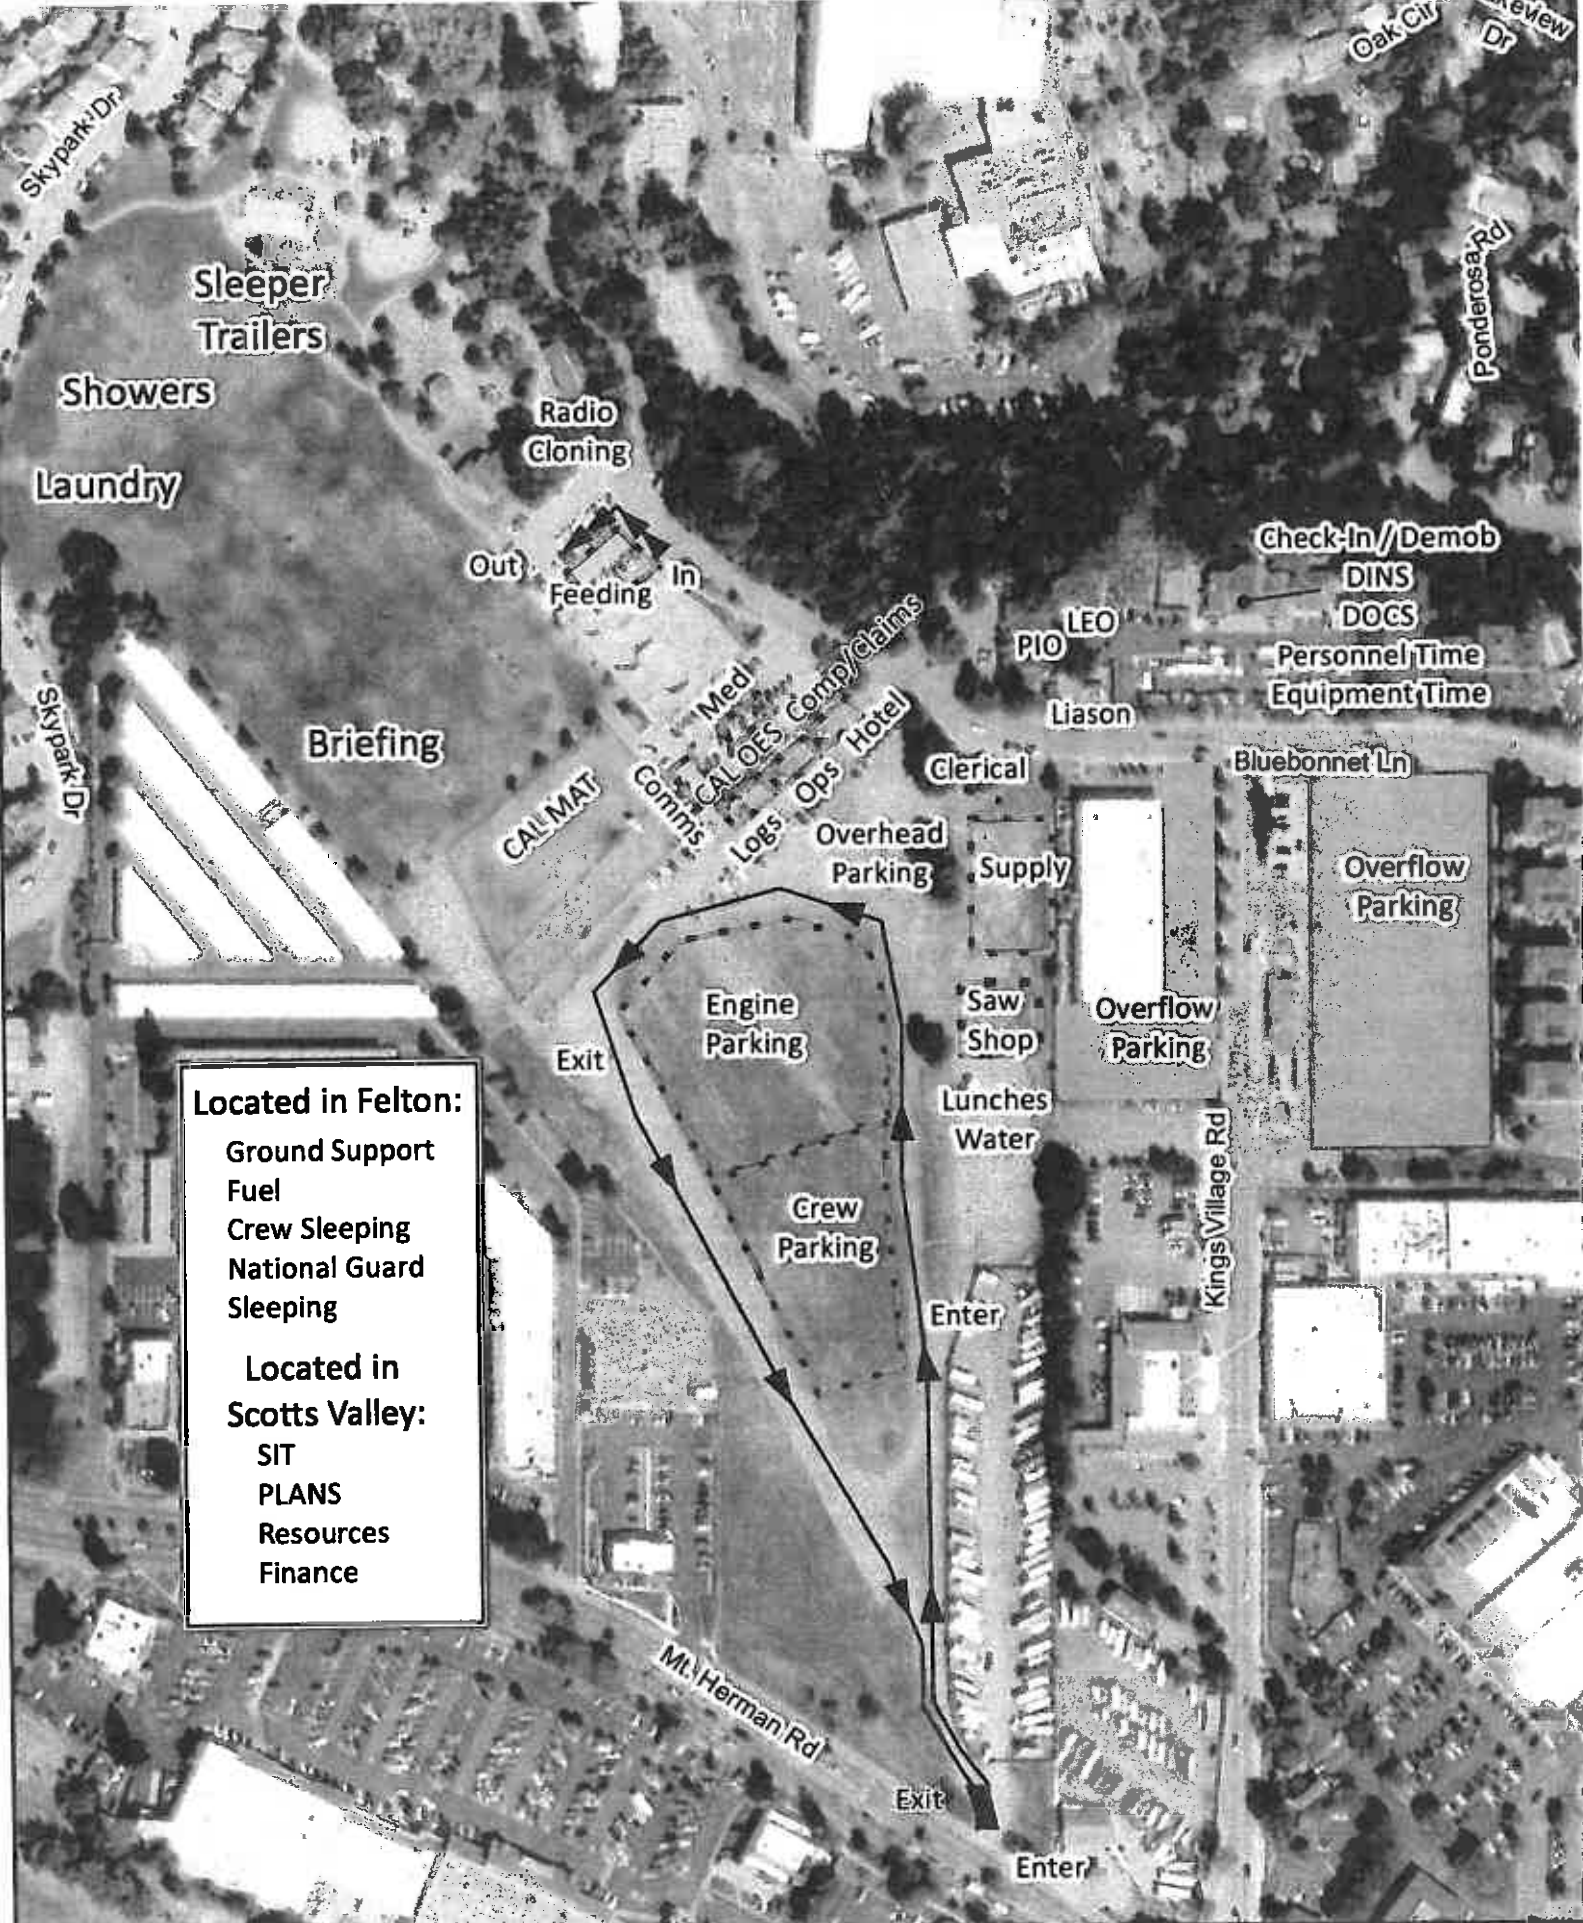 Oak Cir
eview
Dr
Skypark Dr
Ponderosa Rd
Sleeper
Trailers
Showers
Radio
Cloning
Laundry
Out
Feeding
In
Check-In / Demob
DINS
DOCS
Personnel Time
Equipment Time
LEO
PIO
Liason
Comp/Claims
Med
CAL OES
Hotel
Skypark Dr
Briefing
CAL MAT
Comms
Logs
Ops
Clerical
Bluebonnet Ln
Overhead
Parking
Supply
Overflow
Parking
Engine
Parking
Saw
Shop
Overflow
Parking
Exit
Lunches
Water
Kings Village Rd
Crew
Parking
Enter
Located in Felton:
Ground Support
Fuel
Crew Sleeping
National Guard
Sleeping
Located in
Scotts Valley:
SIT
PLANS
Resources
Finance
Mt. Herman Rd
Exit
Enter